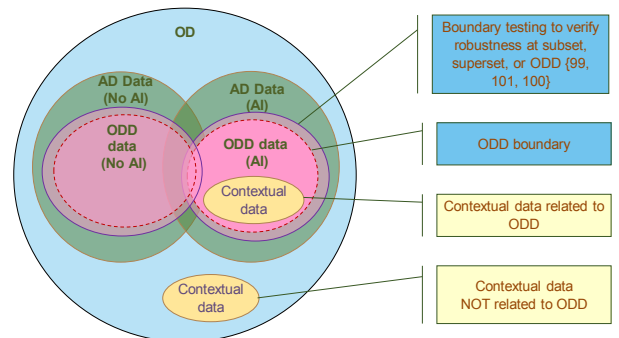 OD
AD Data
(No AI)
AD Data
(AI)
ODD
data
(No AI)
ODD data
(AI)
Contextual
data
Contextual
data
Boundary testing to verify
robustness at subset,
superset, or ODD {99,
101, 100}
ODD boundary
Contextual data related to
ODD
Contextual data
NOT related to ODD